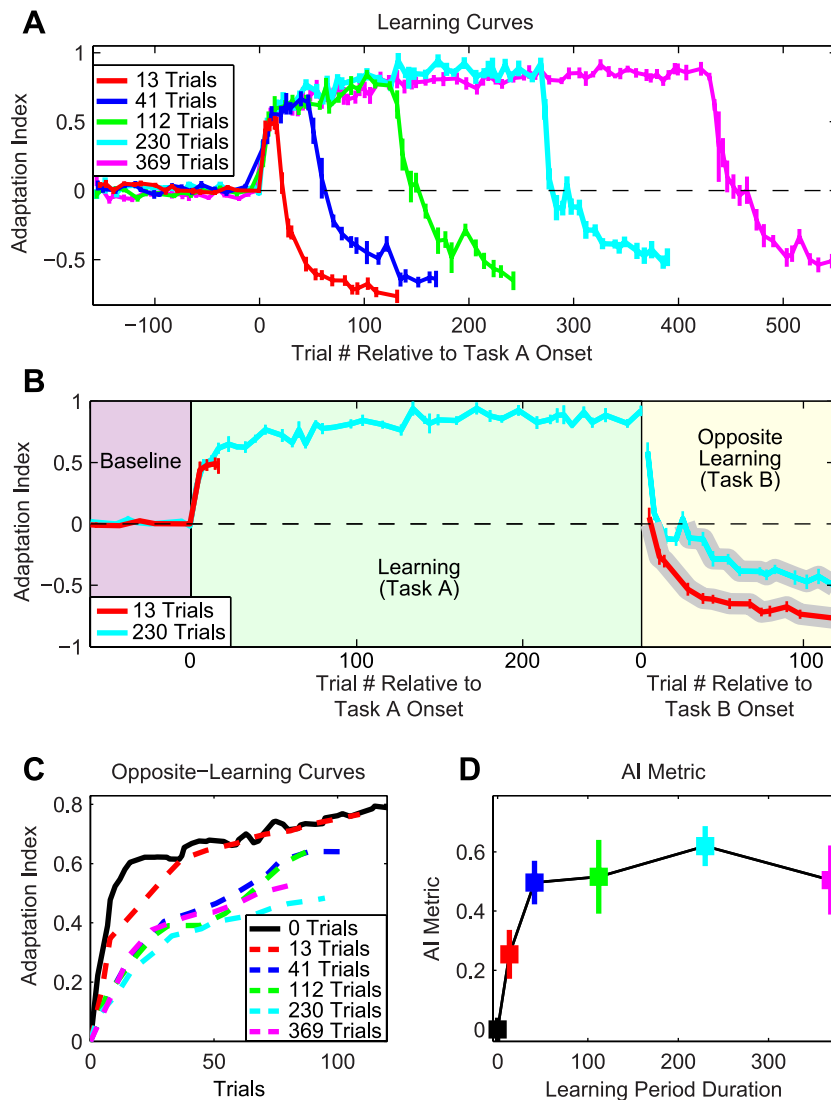 A
Learning Curves
1
0.5
0
−0.5
Adaptation Index
13 Trials
41 Trials
112 Trials
230 Trials
369 Trials
−100
0
100
200
300
400
500
Trial # Relative to Task A Onset
B
1
0.5
0
−0.5
−1
Adaptation Index
Baseline
Learning
(Task A)
Opposite
Learning
(Task B)
13 Trials
230 Trials
0
100
200
0
100
Trial # Relative to
Task A Onset
Trial # Relative to
Task B Onset
C
Opposite−Learning Curves
0.8
0.6
0.4
0.2
0
Adaptation Index
0 Trials
13 Trials
41 Trials
112 Trials
230 Trials
369 Trials
0
50
100
Trials
D
AI Metric
0.6
0.4
0.2
0
AI Metric
0
100
200
300
Learning Period Duration